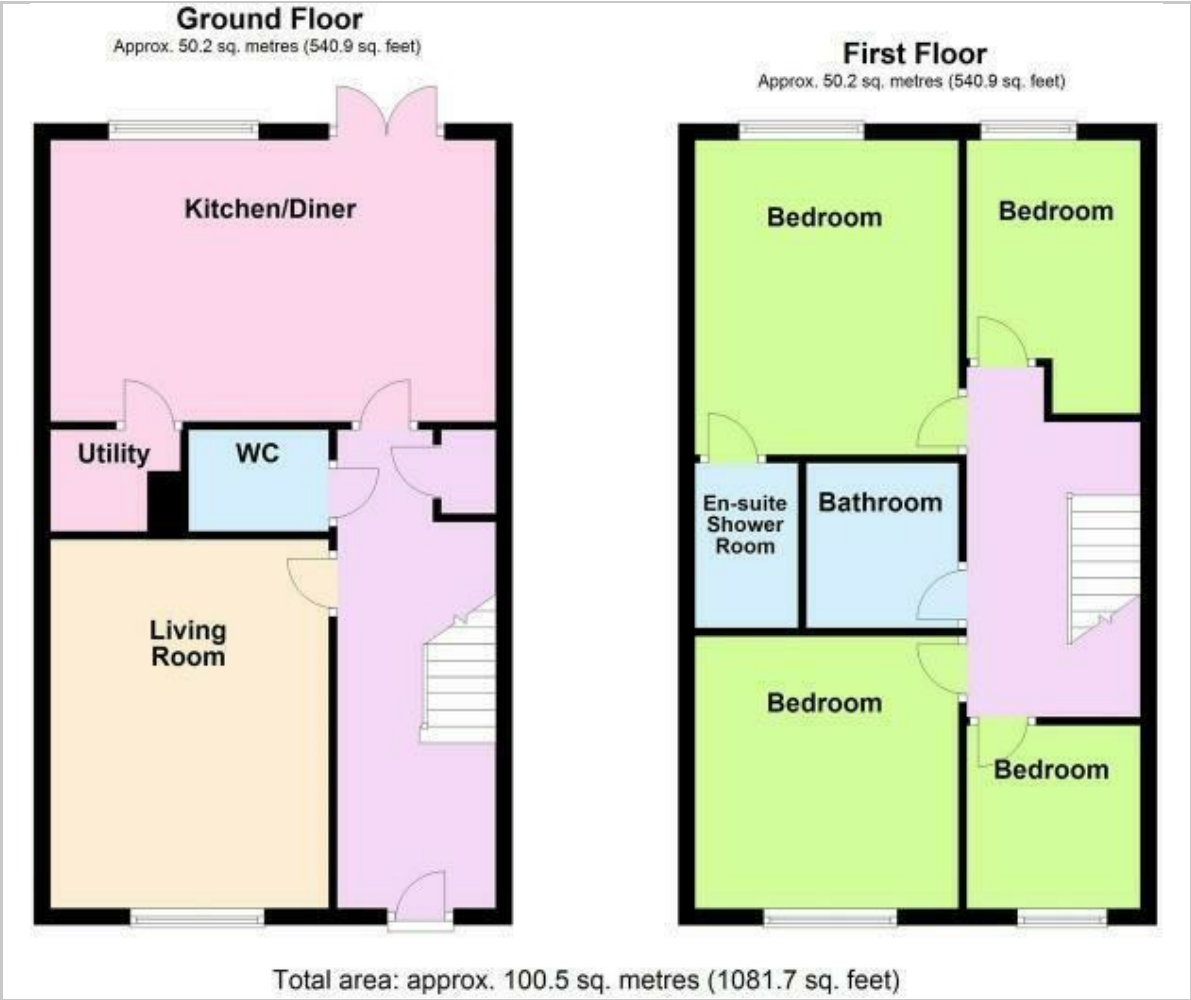 Ground Floor
Approx. 50.2 sq. metres (540.9 sq. feet)
Kitchen/Diner
Utility
WC
Living
Room
First Floor
Approx. 50.2 sq. metres (540.9 sq. feet)
Bedroom
Bedroom
En-suite
Shower
Room
Bathroom
Bedroom
Bedroom
Total area: approx. 100.5 sq. metres (1081.7 sq. feet)